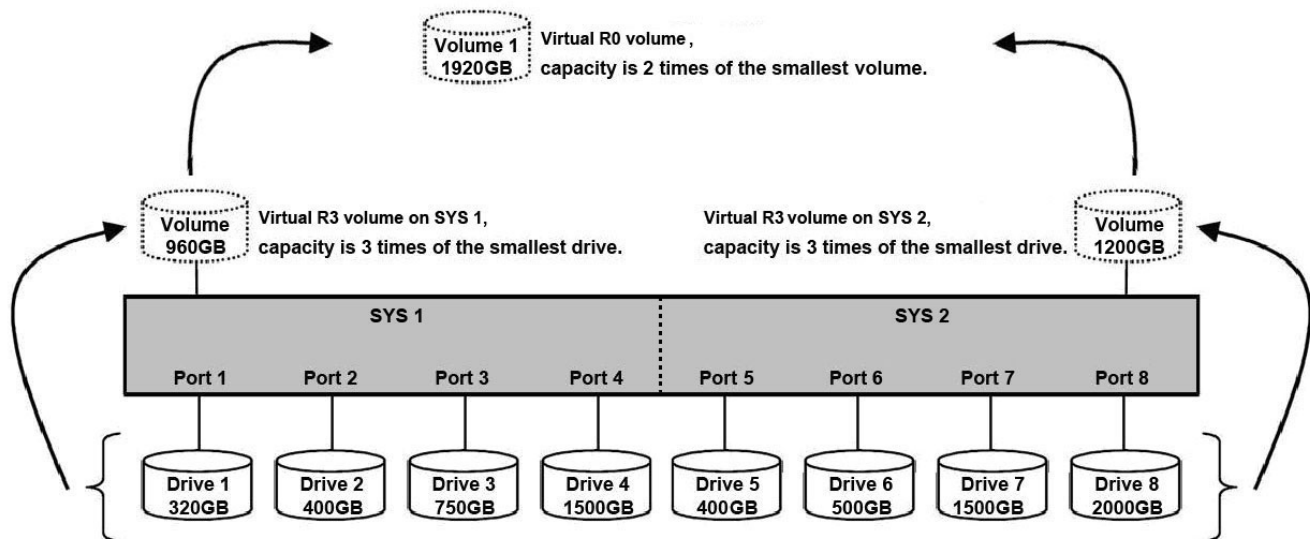 Volume 1
1920GB
Virtual R0 volume,
capacity is 2 times of the smallest volume.
Volume
960GB
Virtual R3 volume on SYS 1,
capacity is 3 times of the smallest drive.
Virtual R3 volume on SYS 2,
capacity is 3 times of the smallest drive.
Volume
1200GB
SYS 1
SYS 2
Port 1
Port 2
Port 3
Port 4
Port 5
Port 6
Port 7
Port 8
Drive 1
320GB
Drive 2
400GB
Drive 3
750GB
Drive 4
1500GB
Drive 5
400GB
Drive 6
500GB
Drive 7
1500GB
Drive 8
2000GB